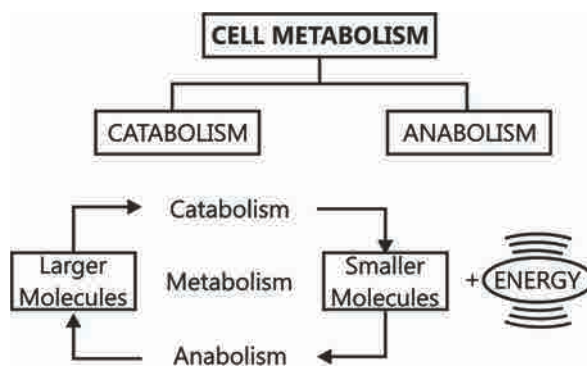 CELL METABOLISM
CATABOLISM
ANABOLISM
Catabolism
Larger
Molecules
Metabolism
Smaller
Molecules
+ ENERGY
Anabolism